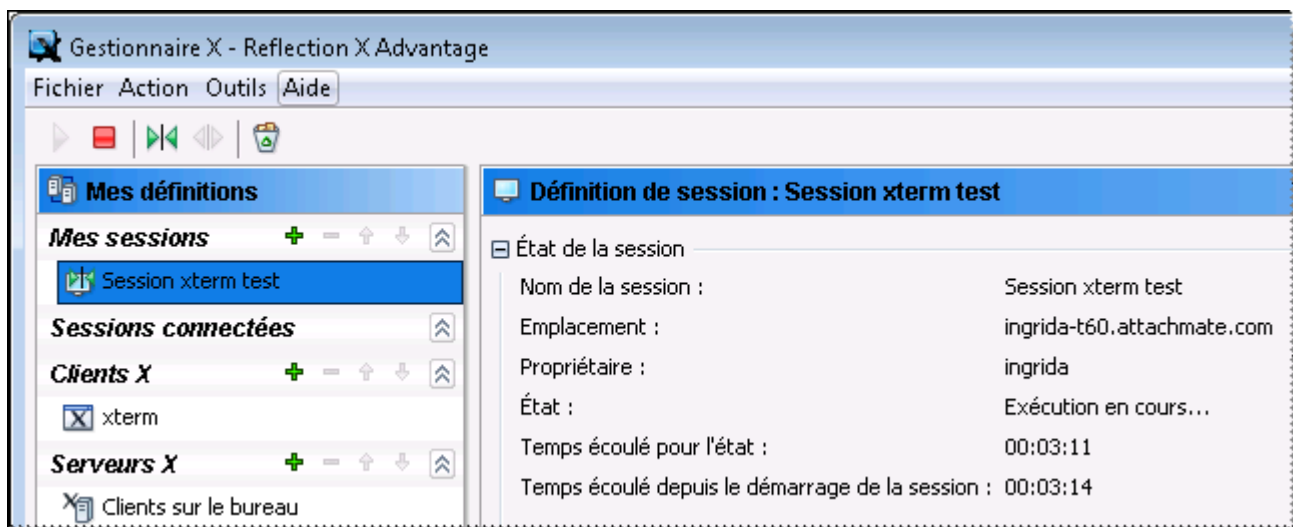 Gestionnaire X - Reflection X Advantage
Fichier Action Outils Aide
Mes définitions
Mes sessions
Session xterm test
Sessions connectées
Clients X
xterm
Serveurs X
Clients sur le bureau
Définition de session : Session xterm test
État de la session
Nom de la session : Session xterm test
Emplacement : ingrida-t60.attachmate.com
Propriétaire : ingrida
État : Exécution en cours...
Temps écoulé pour l'état : 00:03:11
Temps écoulé depuis le démarrage de la session : 00:03:14